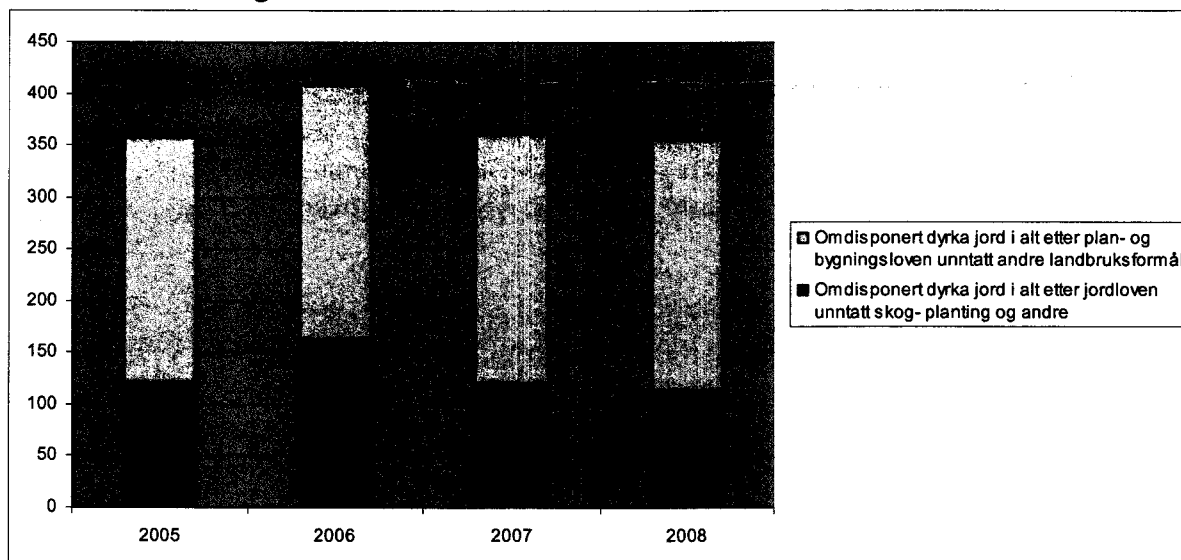 450
400
350
300
250
200
150
100
50
0
2005 2006 2007 2008
Omdisponert dyrka jord i alt etter plan- og
bygningsloven unntatt andre landbruksformål
Omdisponert dyrka jord i alt etter jordloven
unntatt skog- planting og andre